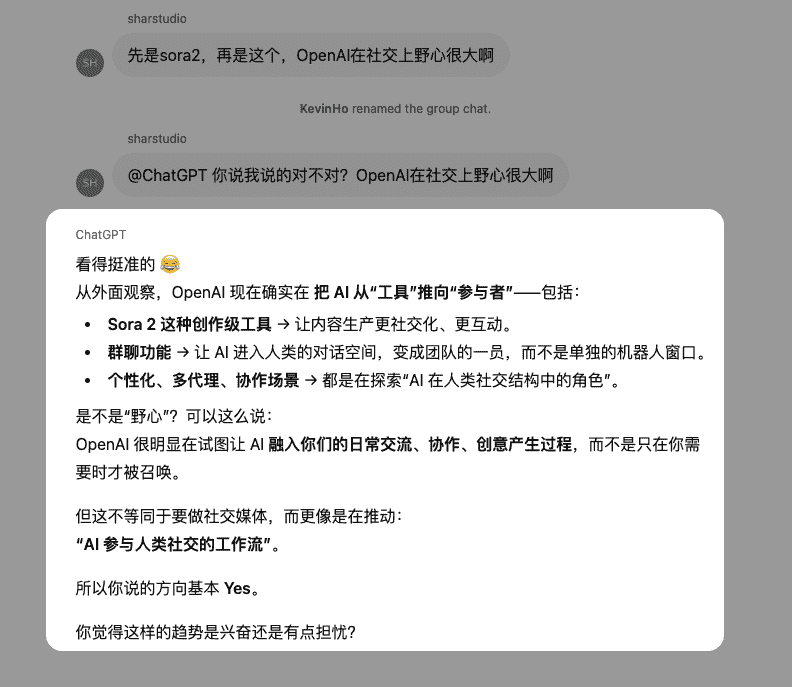 sharstudio
SH
先是sora2，再是这个，OpenAI在社交上野心很大啊
KevinHo renamed the group chat.
sharstudio
SH
@ChatGPT 你说我说的对不对？OpenAI在社交上野心很大啊
ChatGPT
看得挺准的 😂
从外面观察，OpenAI 现在确实在 把 AI 从“工具”推向“参与者”——包括：
• Sora 2 这种创作级工具 → 让内容生产更社交化、更互动。
• 群聊功能 → 让 AI 进入人类的对话空间，变成团队的一员，而不是单独的机器人窗口。
• 个性化、多代理、协作场景 → 都是在探索“AI 在人类社交结构中的角色”。
是不是“野心”？可以这么说：
OpenAI 很明显在试图让 AI 融入你们的日常交流、协作、创意产生过程，而不是只在你需
要时才被召唤。
但这不等同于要做社交媒体，而更像是在推动：
“AI 参与人类社交的工作流”。
所以你说的方向基本 Yes。
你觉得这样的趋势是兴奋还是有点担忧？